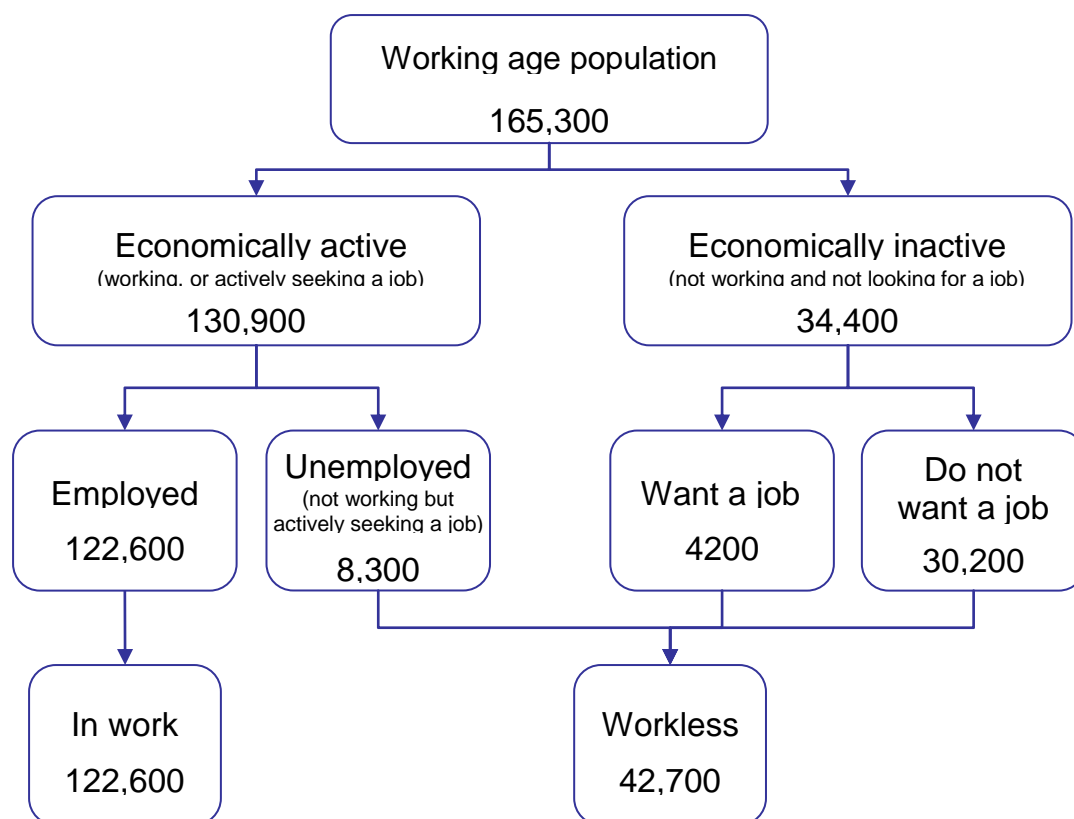 Working age population
165,300
Economically active
(working, or actively seeking a job)
130,900
Economically inactive
(not working and not looking for a job)
34,400
Employed
122,600
Unemployed
(not working but
actively seeking a job)
8,300
Want a job
4200
Do not
want a job
30,200
In work
122,600
Workless
42,700